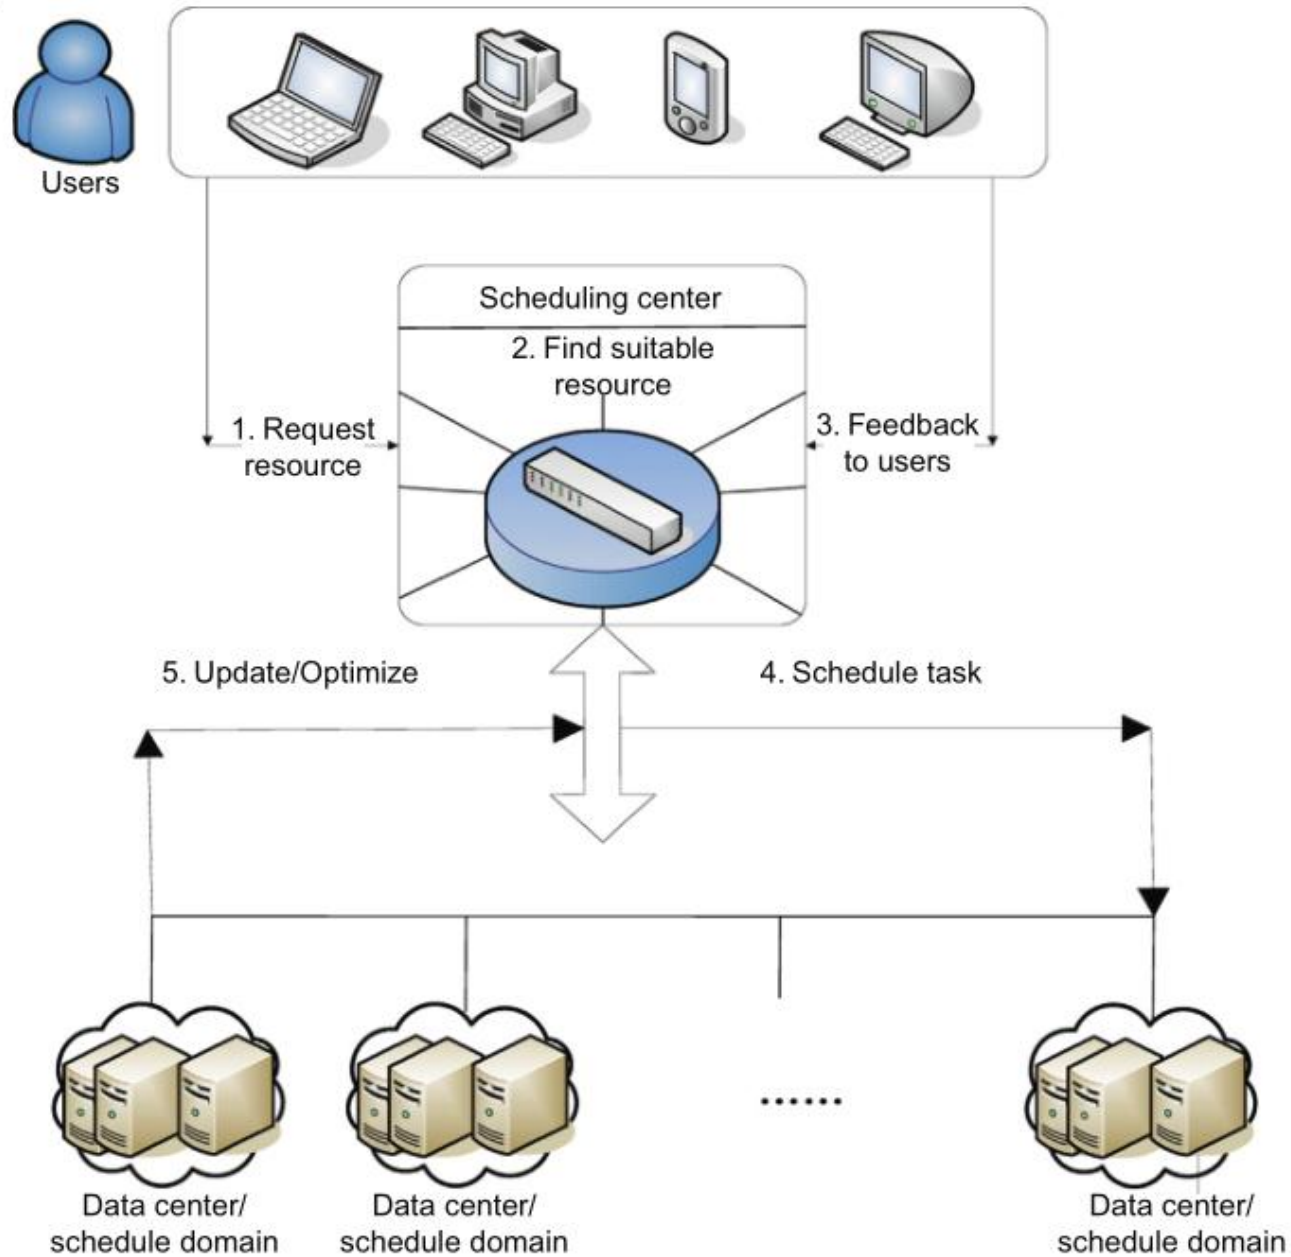 Users
Scheduling center
2. Find suitable
resource
1. Request
resource
3. Feedback
to users
5. Update/Optimize
4. Schedule task
......
Data center/
schedule domain
Data center/
schedule domain
Data center/
schedule domain